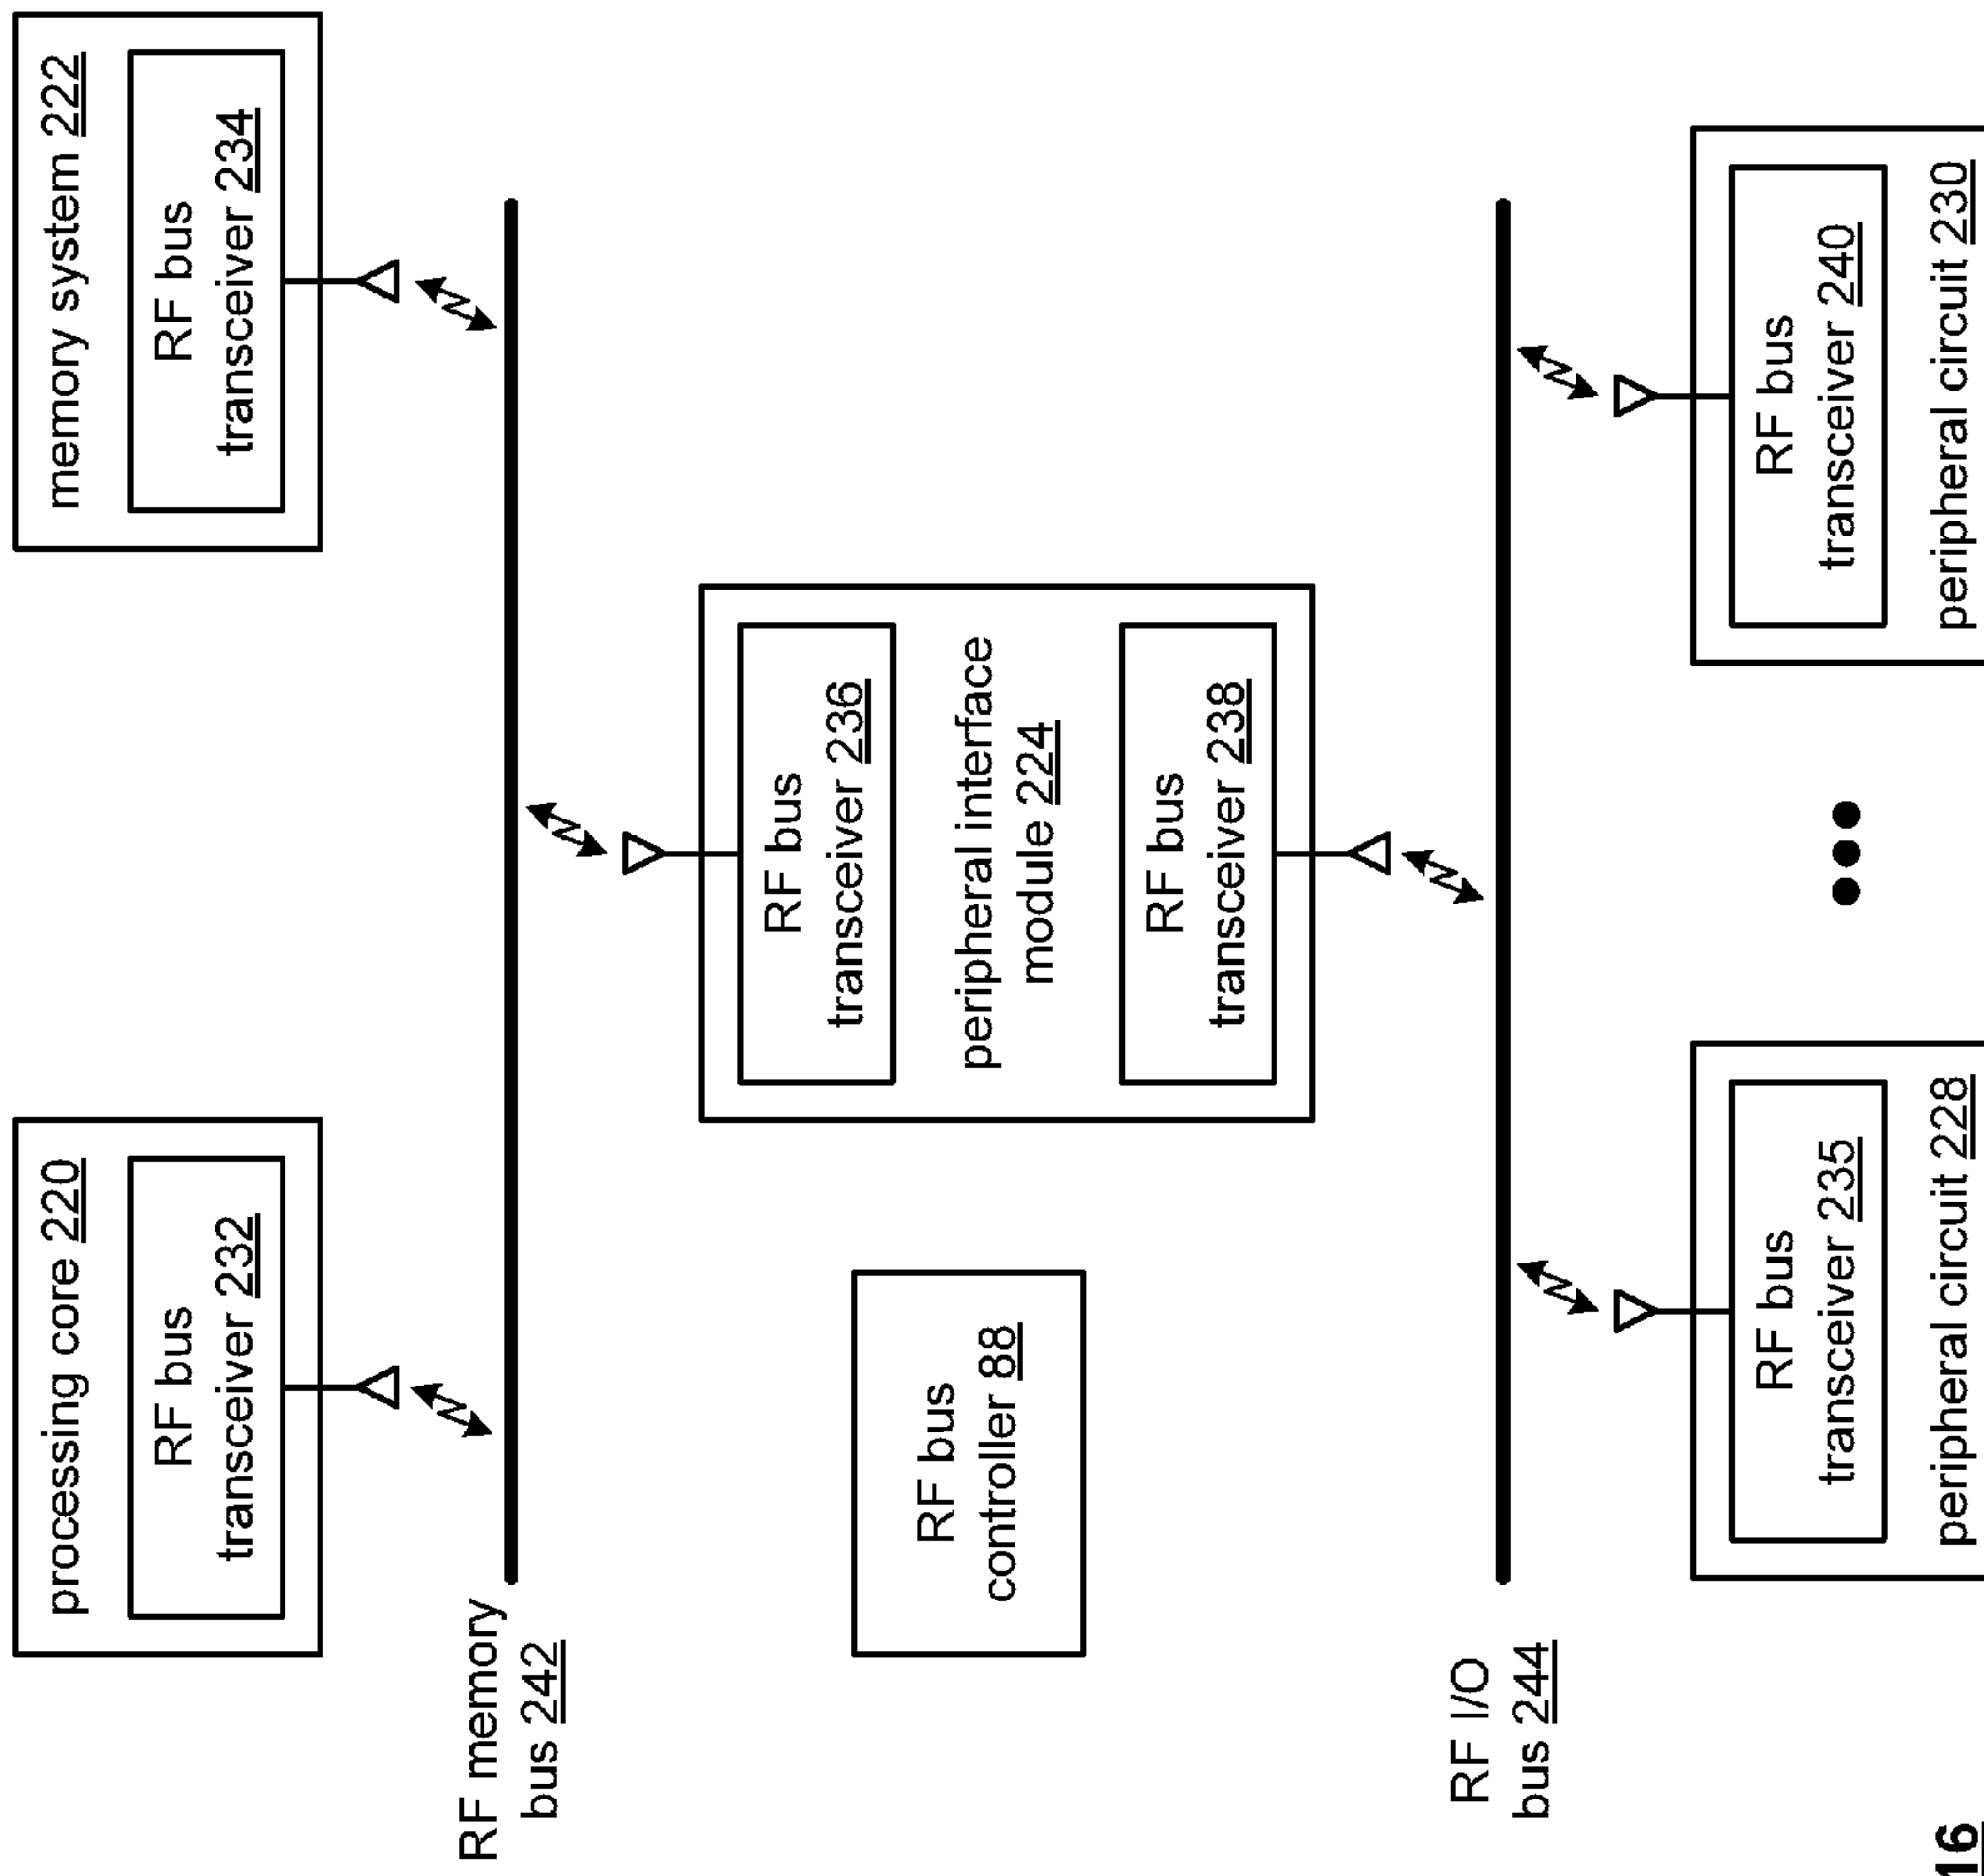 processing core 220
RF bus
transceiver 232
memory system 222
RF bus
transceiver 234
RF memory
bus 242
RF bus
transceiver 236
peripheral interface
module 224
RF bus
transceiver 238
RF bus
controller 88
RF I/O
bus 244
RF bus
transceiver 235
peripheral circuit 228
RF bus
transceiver 240
peripheral circuit 230
16